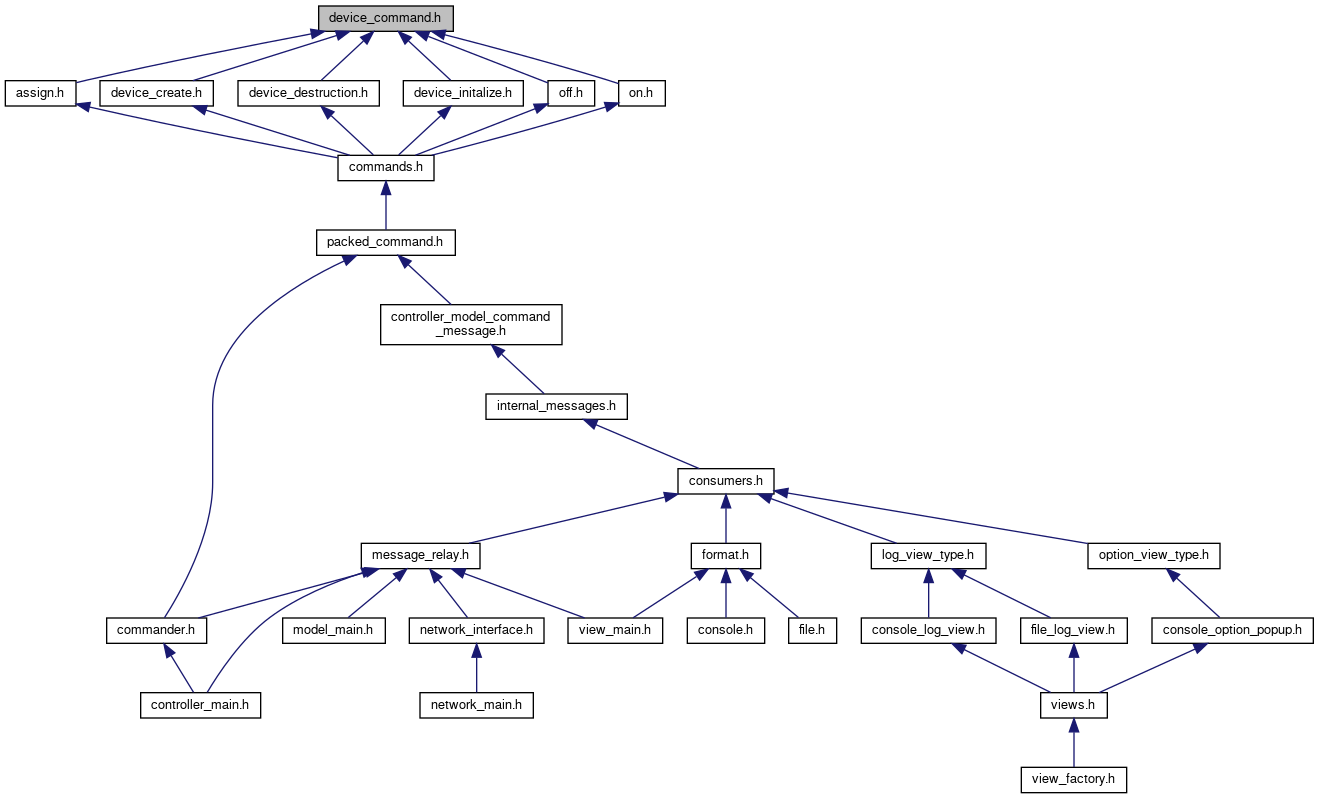 device_command.h
assign.h
device_create.h
device_destruction.h
device_initalize.h
off.h
on.h
commands.h
packed_command.h
controller_model_command
_message.h
internal_messages.h
consumers.h
message_relay.h
format.h
log_view_type.h
option_view_type.h
commander.h
model_main.h
network_interface.h
view_main.h
console.h
file.h
console_log_view.h
file_log_view.h
console_option_popup.h
controller_main.h
network_main.h
views.h
view_factory.h